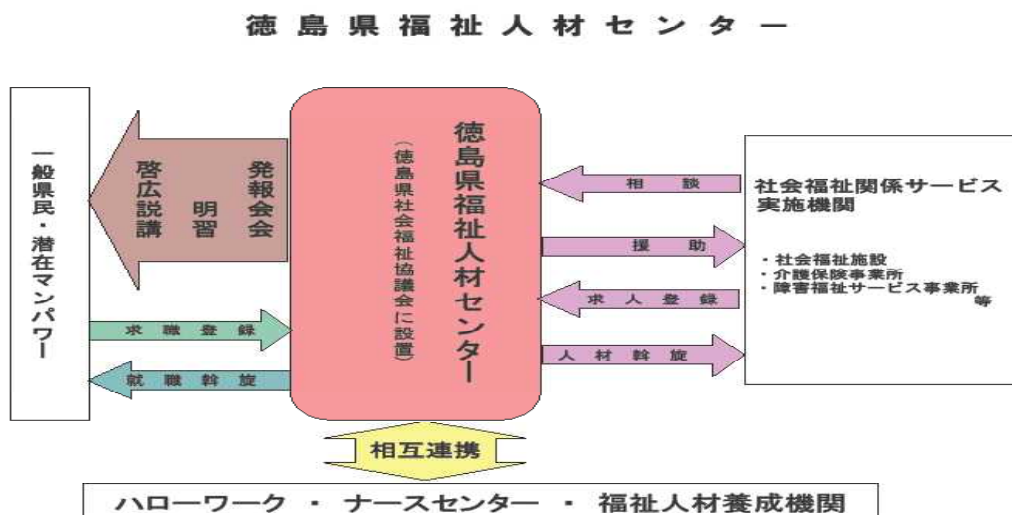 徳島県福祉人材センター
一般県民・潜在マンパワー
啓発
広報
説明会
講習会
求職登録
就職斡旋
徳島県福祉人材センター
(徳島県社会福祉協議会に設置)
相談
援助
求人登録
人材斡旋
社会福祉関係サービス
実施機関
・社会福祉施設
・介護保険事業所
・障害福祉サービス事業所
等
相互連携
ハローワーク ・ ナースセンター ・ 福祉人材養成機関